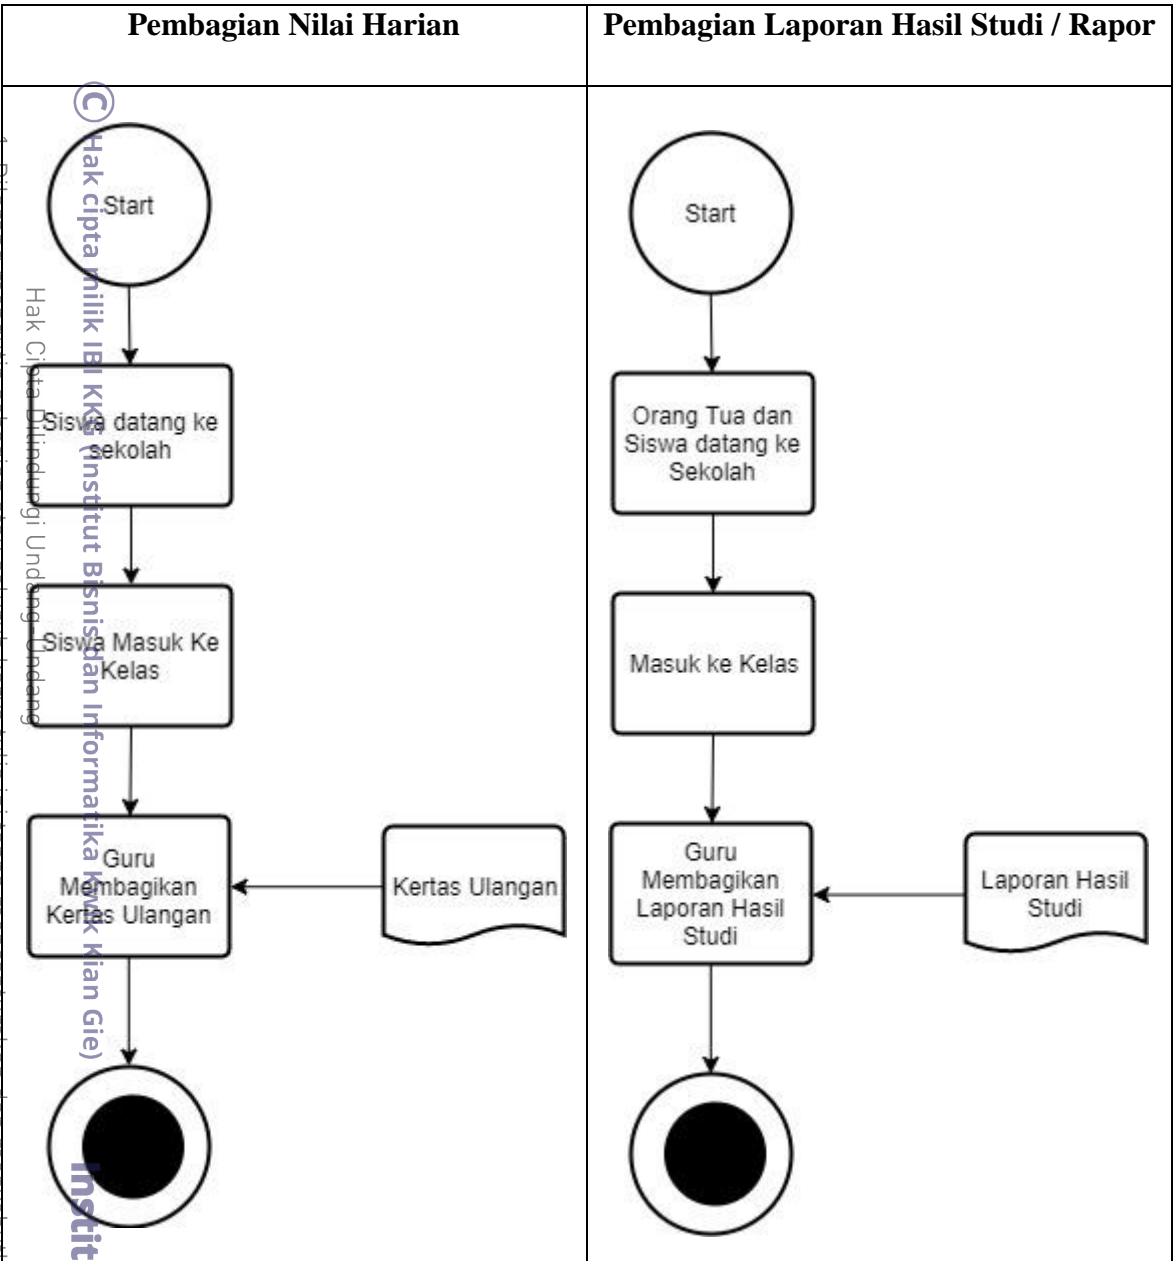 Pembagian Nilai Harian
Start
Siswa datang ke
sekolah
Siswa Masuk Ke
Kelas
Guru
Membagikan
Kertas Ulangan
Kertas Ulangan
Pembagian Laporan Hasil Studi / Rapor
Start
Orang Tua dan
Siswa datang ke
Sekolah
Masuk ke Kelas
Guru
Membagikan
Laporan Hasil
Studi
Laporan Hasil
Studi
© Hak cipta milik IBI KKG (Institut Bisnis dan Informatika Kwik Kian Gie)
Hak Cipta Dilindungi Undang-Undang
Instit